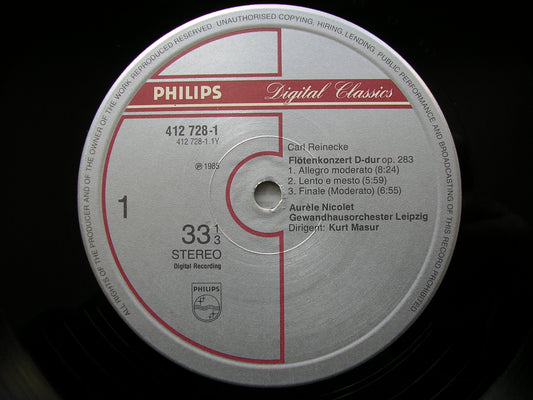 ALL RIGHTS OF THE PRODUCER AND OF THE OWNER OF THE WORK REPRODUCED RESERVED. UNAUTHORISED COPYING, HIRING, LENDING, PUBLIC PERFORMANCE AND BROADCASTING OF THIS RECORD PROHIBITED
PHILIPS
Digital Classics
412 728-1
412 728-1.1Y
℗ 1985
1
33 1/3
STEREO
Digital Recording
PHILIPS
Carl Reinecke
Flötenkonzert D-dur op. 283
1. Allegro moderato (8:24)
2. Lento e mesto (5:59)
3. Finale (Moderato) (6:55)
Aurèle Nicolet
Gewandhausorchester Leipzig
Dirigent: Kurt Masur